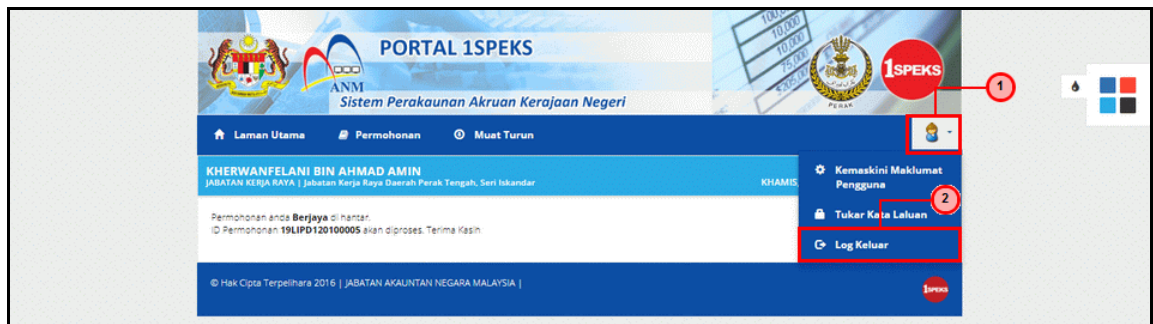 PORTAL 1SPEKS
ANM
Sistem Perakaunan Akruan Kerajaan Negeri
PERAK
1SPEKS
1
Laman Utama Permohonan Muat Turun
KHERWANFELANI BIN AHMAD AMIN
JABATAN KERJA RAYA | Jabatan Kerja Raya Daerah Perak Tengah, Seri Iskandar
KHAMIS,
Kemaskini Maklumat
Pengguna
2
Tukar Kata Laluan
Log Keluar
Permohonan anda Berjaya di hantar.
ID Permohonan 19LIPD120100005 akan diproses. Terima Kasih
© Hak Cipta Terpelihara 2016 | JABATAN AKAUNTAN NEGARA MALAYSIA |
1SPEKS